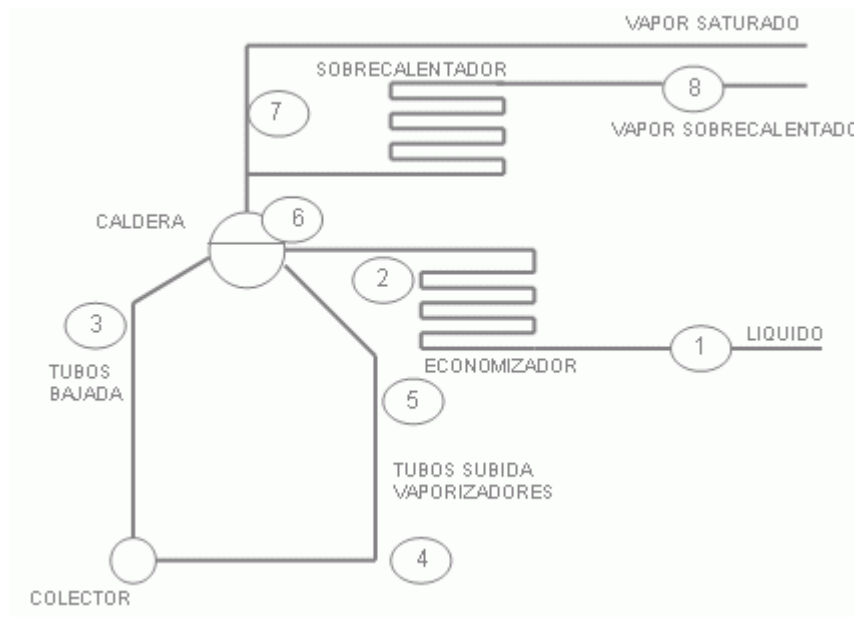 VAPOR SATURADO
SOBRECALENTADOR
8
7
VAPOR SOBRECALENTADO
CALDERA
6
2
3
LIQUIDO
1
ECONOMIZADOR
TUBOS
BAJADA
5
TUBOS SUBIDA
VAPORIZADORES
4
COLECTOR